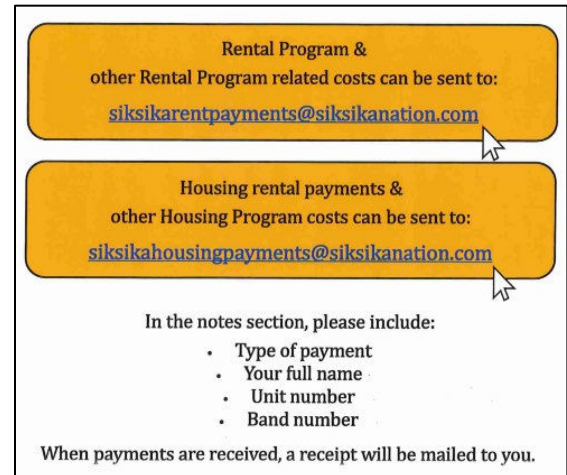 Rental Program &
other Rental Program related costs can be sent to:
siksikarentpayments@siksikanation.com
Housing rental payments &
other Housing Program costs can be sent to:
siksikahousingpayments@siksikanation.com
In the notes section, please include:
• Type of payment
• Your full name
• Unit number
• Band number
When payments are received, a receipt will be mailed to you.